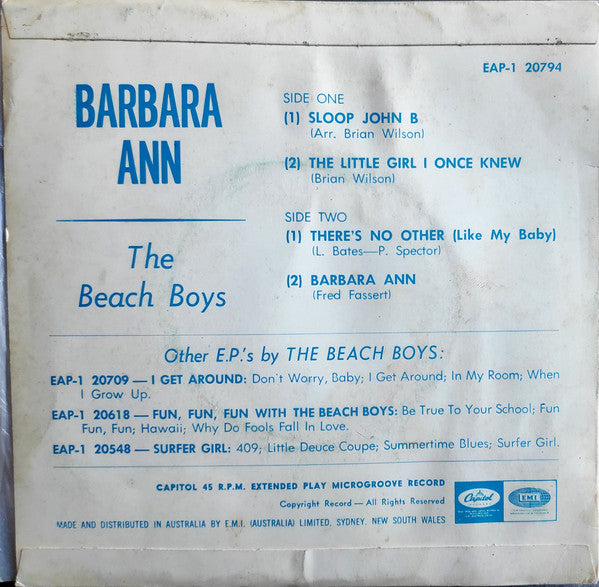 EAP-1 20794
BARBARA
ANN
The
Beach Boys
SIDE ONE
(1) SLOOP JOHN B
(Arr. Brian Wilson)
(2) THE LITTLE GIRL I ONCE KNEW
(Brian Wilson)
SIDE TWO
(1) THERE'S NO OTHER (Like My Baby)
(L. Bates—P. Spector)
(2) BARBARA ANN
(Fred Fassert)
Other E.P.'s by THE BEACH BOYS:
EAP-1 20709 — I GET AROUND: Don't Worry, Baby; I Get Around; In My Room; When
I Grow Up.
EAP-1 20618 — FUN, FUN, FUN WITH THE BEACH BOYS: Be True To Your School; Fun
Fun, Fun; Hawaii; Why Do Fools Fall In Love.
EAP-1 20548 — SURFER GIRL: 409; Little Deuce Coupe; Summertime Blues; Surfer Girl.
CAPITOL 45 R.P.M. EXTENDED PLAY MICROGROOVE RECORD
Copyright Record — All Rights Reserved
MADE AND DISTRIBUTED IN AUSTRALIA BY E.M.I. (AUSTRALIA) LIMITED, SYDNEY, NEW SOUTH WALES
Capitol
RECORDS
E.M.I.